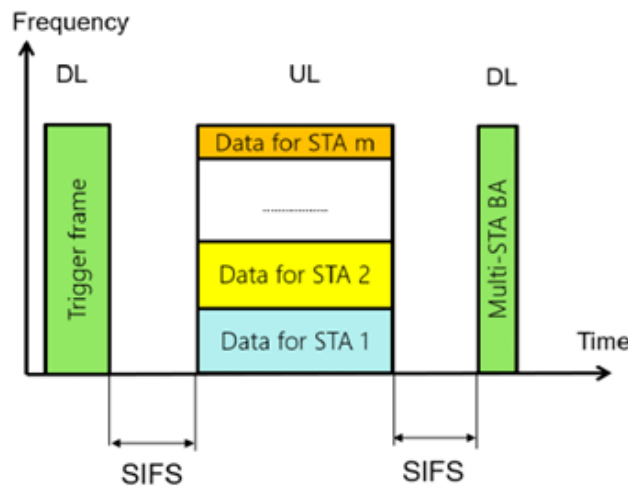 Frequency
DL
UL
DL
Trigger frame
Data for STA m
..................
Data for STA 2
Data for STA 1
Multi-STA BA
Time
SIFS
SIFS